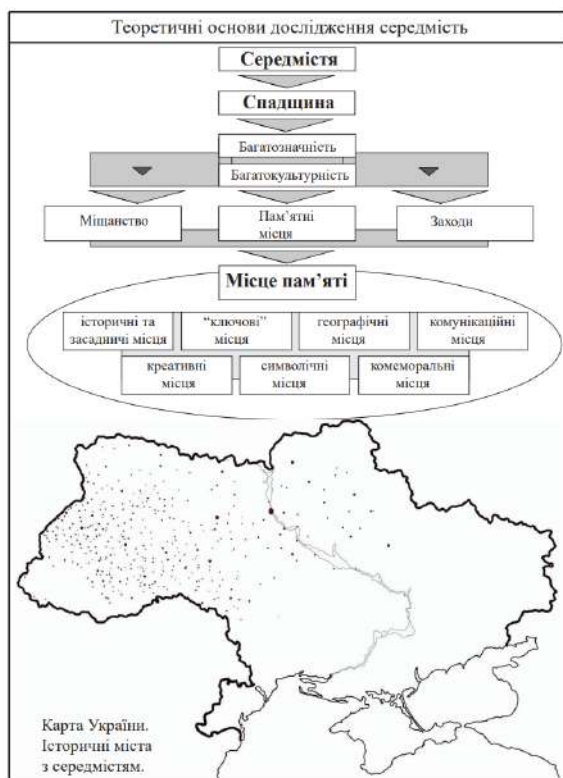 Теоретичні основи дослідження середмість
Середмістя
Спадщина
Багатозначність
Багатокультурність
Міщанство
Пам’ятні
місця
Заходи
Місце пам’яті
історичні та
засадничі місця
“ключові”
місця
географічні
місця
комунікаційні
місця
креативні
місця
символічні
місця
комеморальні
місця
Карта України.
Історичні міста
з середмістям.